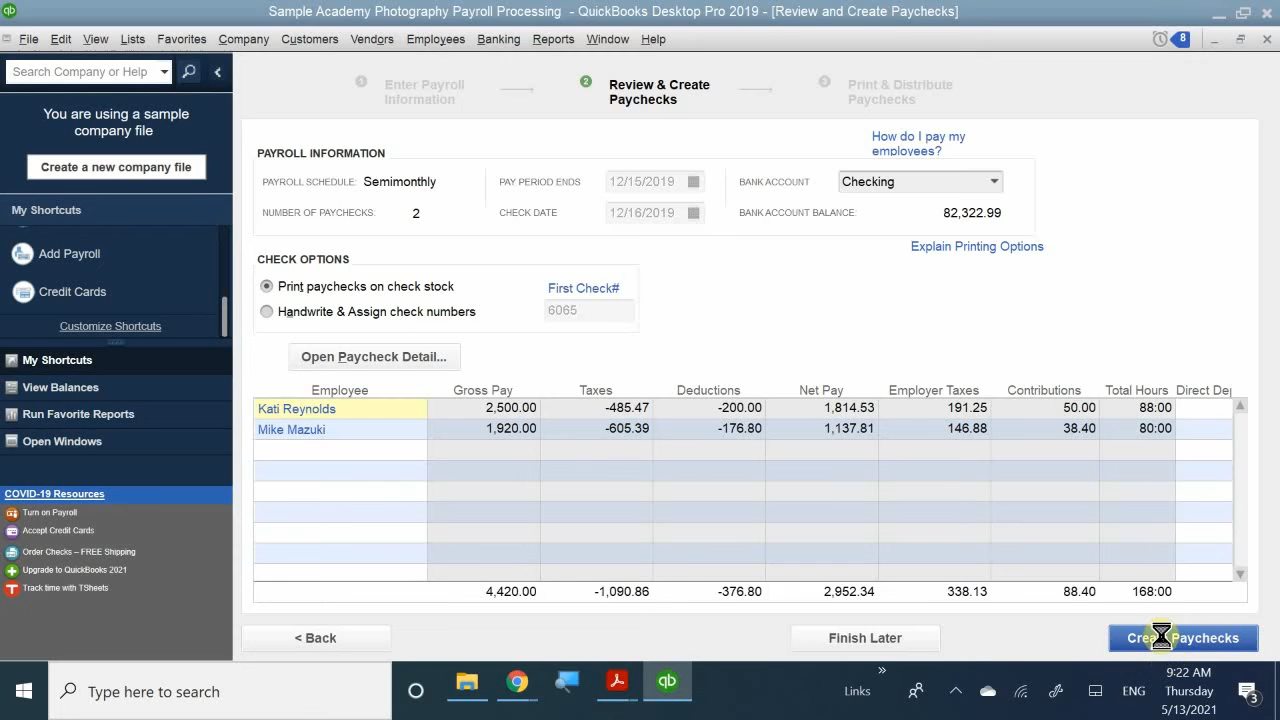 Sample Academy Photography Payroll Processing - QuickBooks Desktop Pro 2019 - [Review and Create Paychecks]
File Edit View Lists Favorites Company Customers Vendors Employees Banking Reports Window Help
8
Search Company or Help
You are using a sample
company file
Create a new company file
My Shortcuts
Add Payroll
Credit Cards
Customize Shortcuts
My Shortcuts
View Balances
Run Favorite Reports
Open Windows
COVID-19 Resources
Turn on Payroll
Accept Credit Cards
Order Checks – FREE Shipping
Upgrade to QuickBooks 2021
Track time with TSheets
1 Enter Payroll
Information
2 Review & Create
Paychecks
3 Print & Distribute
Paychecks
How do I pay my
employees?
PAYROLL INFORMATION
PAYROLL SCHEDULE: Semimonthly PAY PERIOD ENDS 12/15/2019 BANK ACCOUNT Checking
NUMBER OF PAYCHECKS: 2 CHECK DATE 12/16/2019 BANK ACCOUNT BALANCE: 82,322.99
Explain Printing Options
CHECK OPTIONS
Print paychecks on check stock First Check#
Handwrite & Assign check numbers 6065
Open Paycheck Detail...
Employee Gross Pay Taxes Deductions Net Pay Employer Taxes Contributions Total Hours Direct Dep
Kati Reynolds 2,500.00 -485.47 -200.00 1,814.53 191.25 50.00 88:00
Mike Mazuki 1,920.00 -605.39 -176.80 1,137.81 146.88 38.40 80:00
4,420.00 -1,090.86 -376.80 2,952.34 338.13 88.40 168:00
< Back Finish Later Create Paychecks
Type here to search
Links
ENG
9:22 AM
Thursday
5/13/2021
3